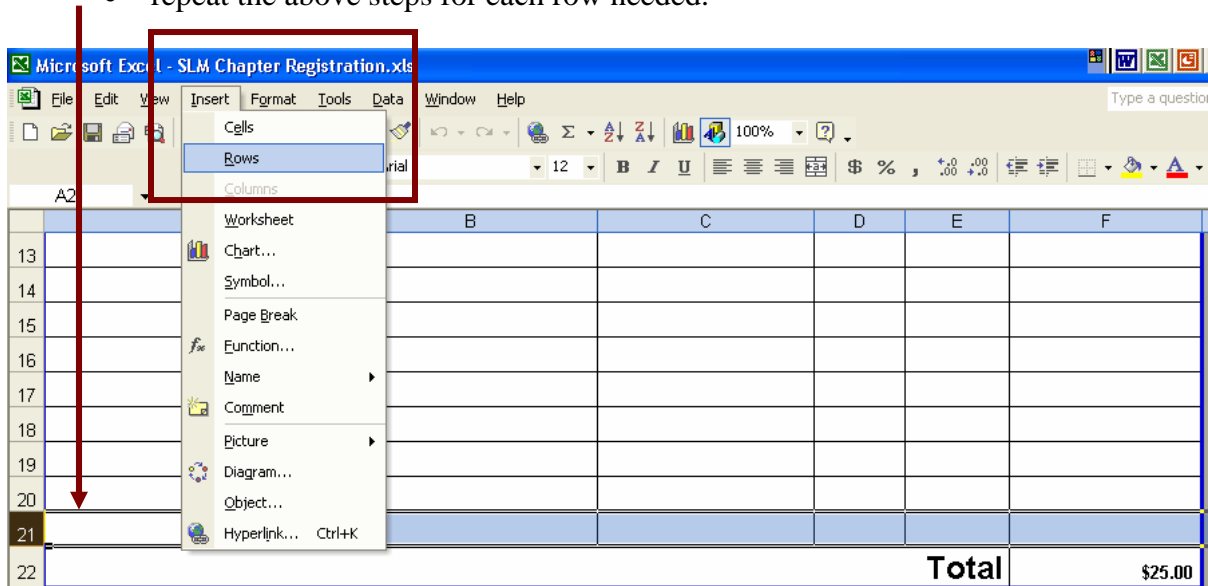 repeat the above steps for each row needed.
Microsoft Excel - SLM Chapter Registration.xls
File Edit View Insert Format Tools Data Window Help
Type a question
Cells
100%
Rows
Arial 12 B I U $ %
Columns
A2
Worksheet
B C D E F
Chart...
13
Symbol...
14
Page Break
15
Function...
16
Name
17
Comment
18
Picture
19
Diagram...
20
Object...
21
Hyperlink... Ctrl+K
22 Total $25.00